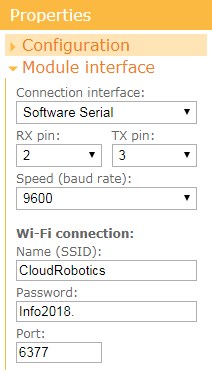 Properties
Configuration
Module interface
Connection interface:
Software Serial
RX pin: TX pin:
2 3
Speed (baud rate):
9600
Wi-Fi connection:
Name (SSID):
CloudRobotics
Password:
Info2018.
Port:
6377